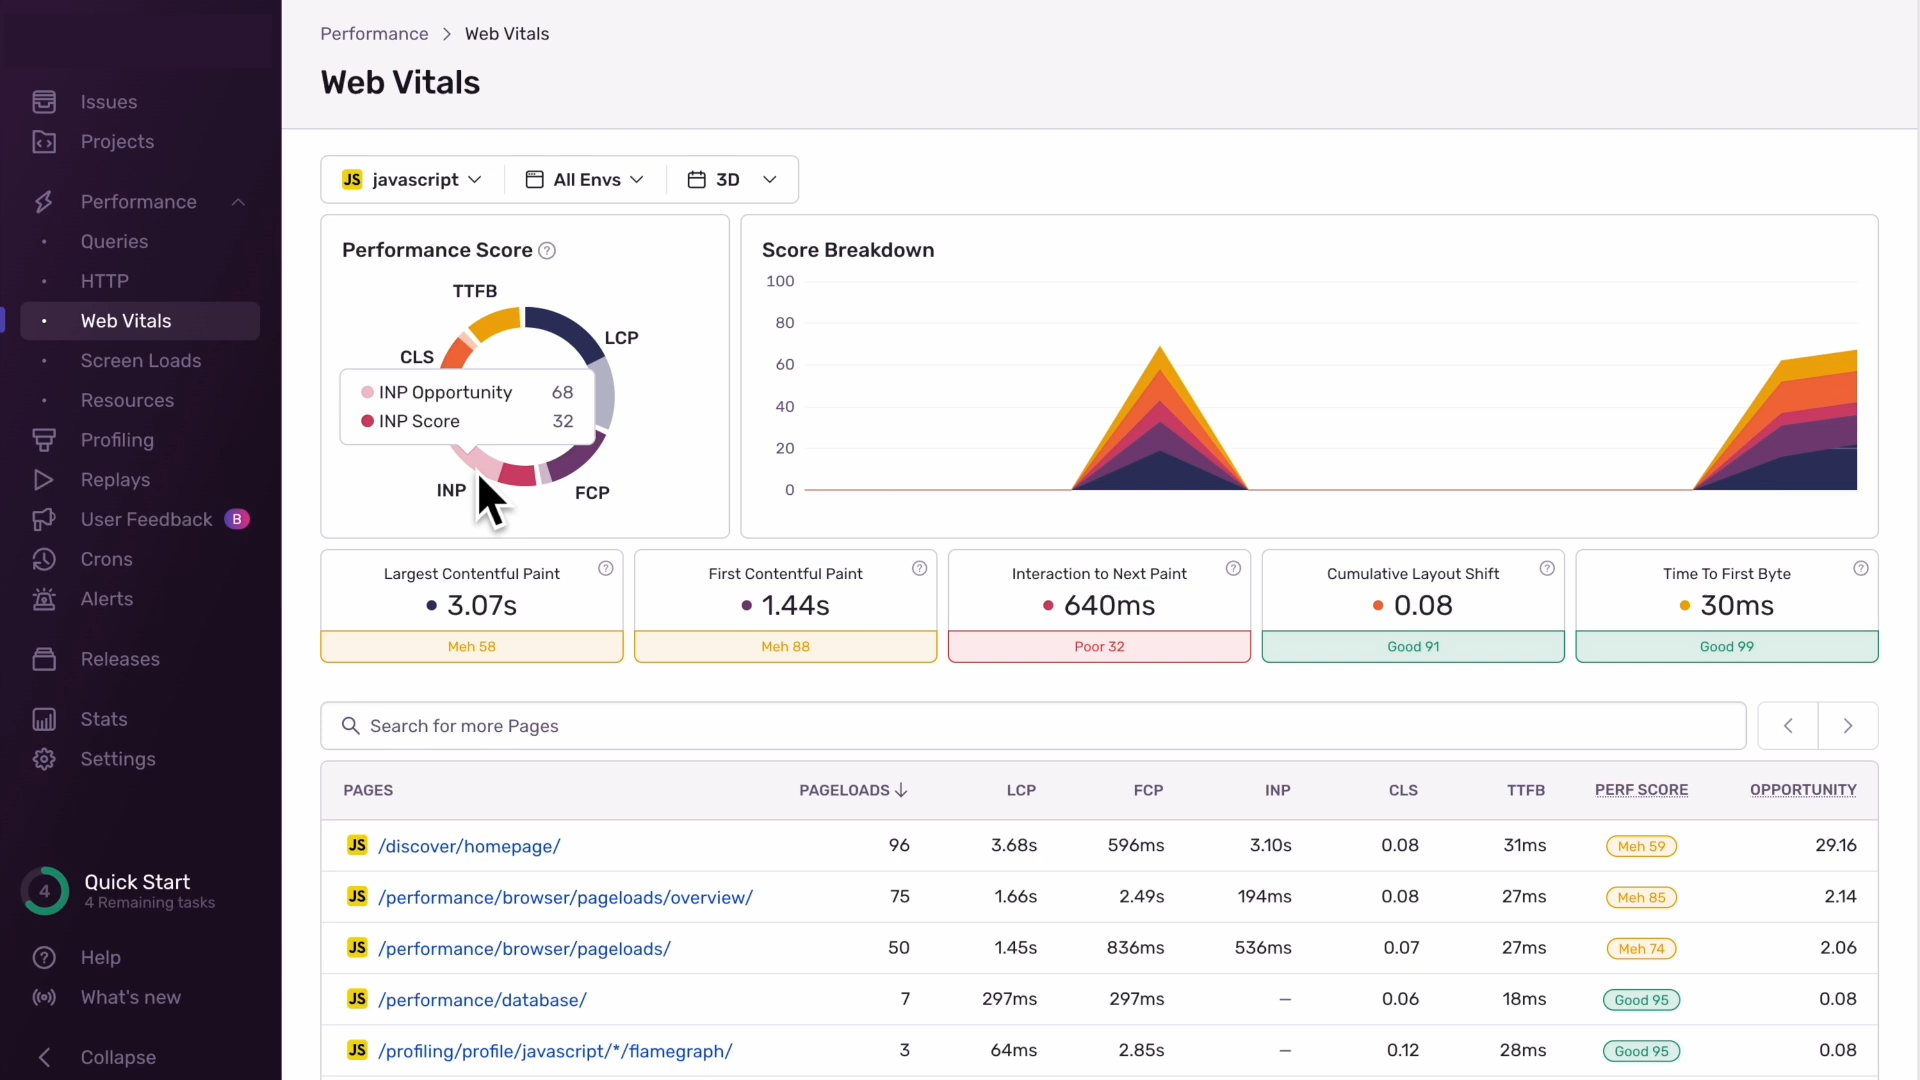 Performance > Web Vitals
Web Vitals
Issues
Projects
Performance
Queries
HTTP
Web Vitals
Screen Loads
Resources
Profiling
Replays
User Feedback B
Crons
Alerts
Releases
Stats
Settings
4 Quick Start
4 Remaining tasks
Help
What's new
Collapse
JS javascript All Envs 3D
Performance Score ?
TTFB
LCP
CLS
INP Opportunity 68
INP Score 32
INP
FCP
Score Breakdown
100
80
60
40
20
0
Largest Contentful Paint ?
3.07s
Meh 58
First Contentful Paint ?
1.44s
Meh 88
Interaction to Next Paint ?
640ms
Poor 32
Cumulative Layout Shift ?
0.08
Good 91
Time To First Byte ?
30ms
Good 99
Search for more Pages
PAGES PAGELOADS LCP FCP INP CLS TTFB PERF SCORE OPPORTUNITY
JS /discover/homepage/ 96 3.68s 596ms 3.10s 0.08 31ms Meh 59 29.16
JS /performance/browser/pageloads/overview/ 75 1.66s 2.49s 194ms 0.08 27ms Meh 85 2.14
JS /performance/browser/pageloads/ 50 1.45s 836ms 536ms 0.07 27ms Meh 74 2.06
JS /performance/database/ 7 297ms 297ms — 0.06 18ms Good 95 0.08
JS /profiling/profile/javascript/*/flamegraph/ 3 64ms 2.85s — 0.12 28ms Good 95 0.08